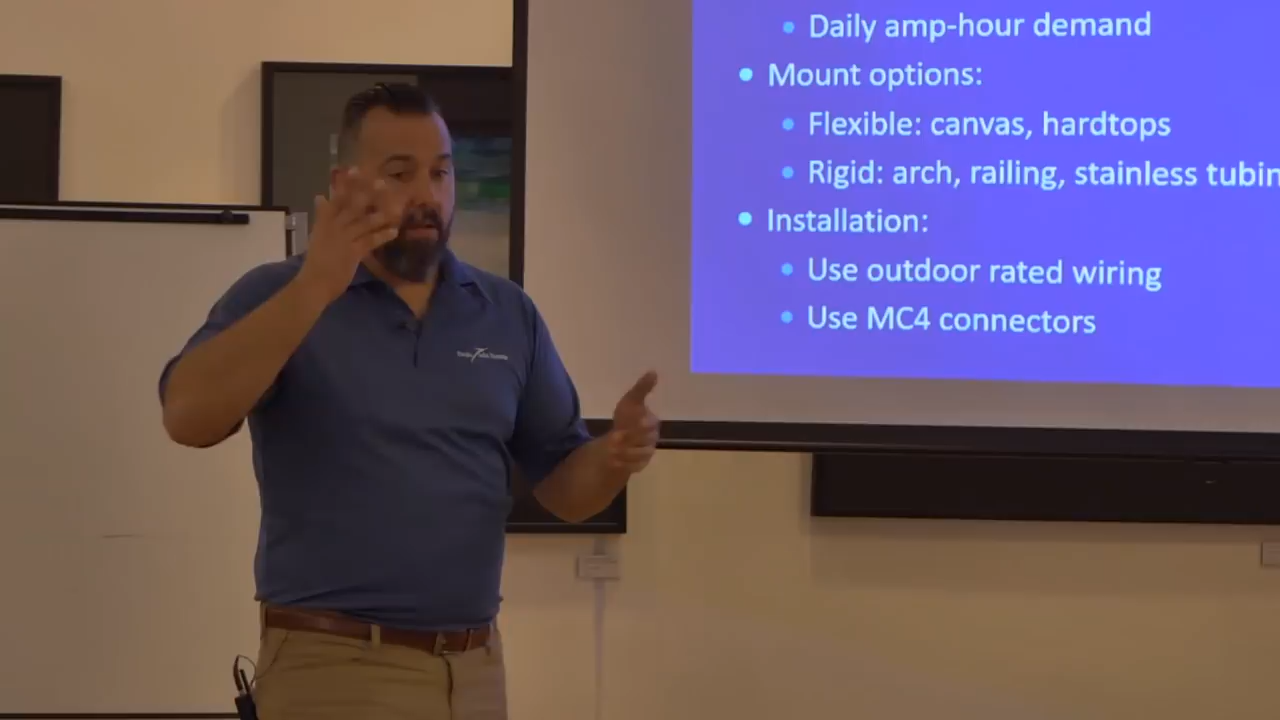 Daily amp-hour demand
Mount options:
Flexible: canvas, hardtops
Rigid: arch, railing, stainless tubin
Installation:
Use outdoor rated wiring
Use MC4 connectors